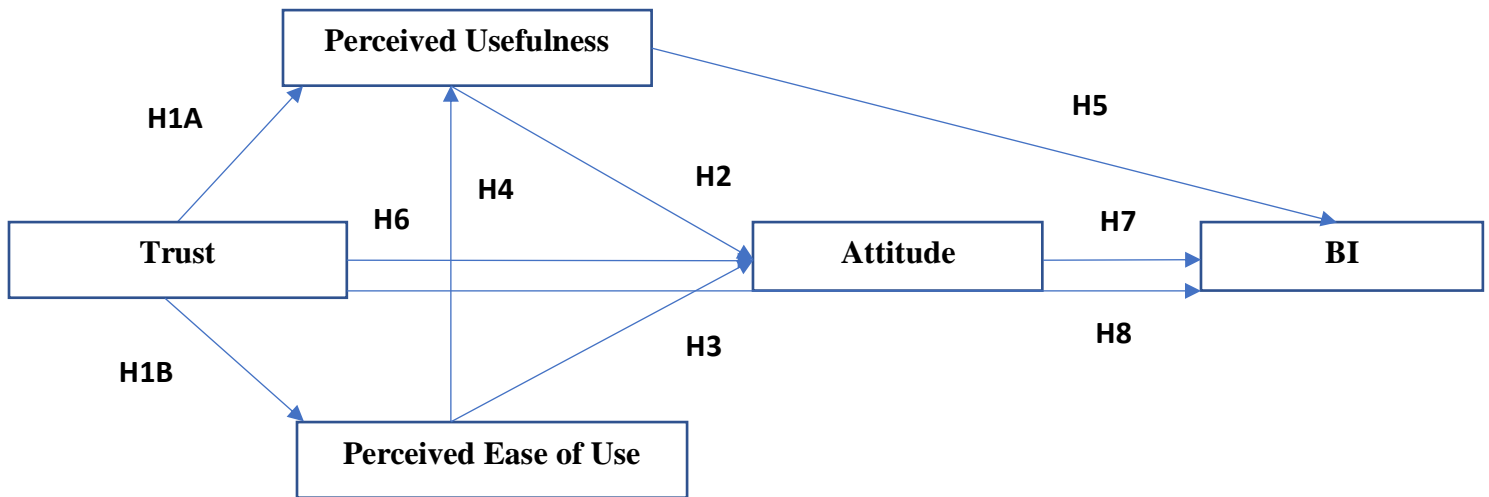 Perceived Usefulness
H1A
H5
H4
H2
H6
H7
Trust
Attitude
BI
H8
H3
H1B
Perceived Ease of Use